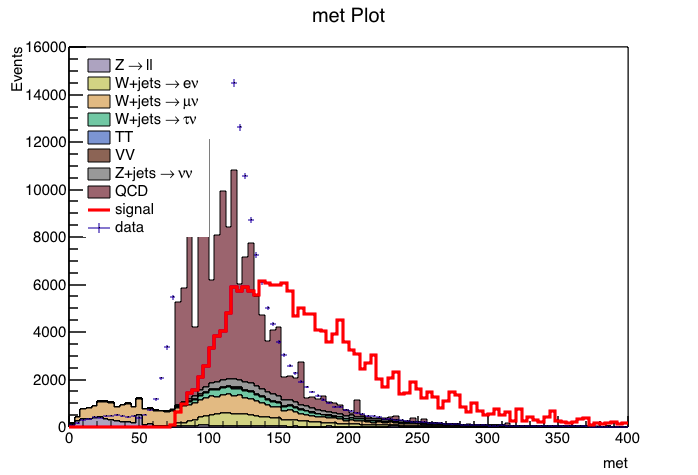 met Plot
Events
16000
14000
12000
10000
8000
6000
4000
2000
0
Z→ll
W+jets→eν
W+jets→μν
W+jets→τν
TT
VV
Z+jets→νν
QCD
signal
data
0 50 100 150 200 250 300 350 400
met